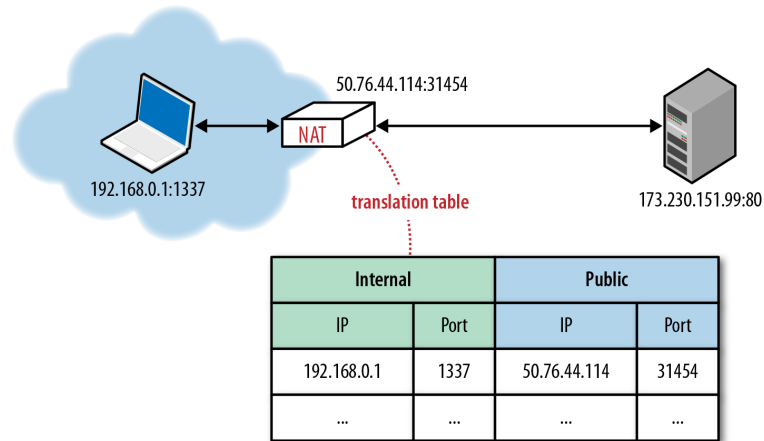 50.76.44.114:31454
NAT
192.168.0.1:1337
173.230.151.99:80
translation table
Internal Public
IP Port IP Port
192.168.0.1 1337 50.76.44.114 31454
... ... ... ...